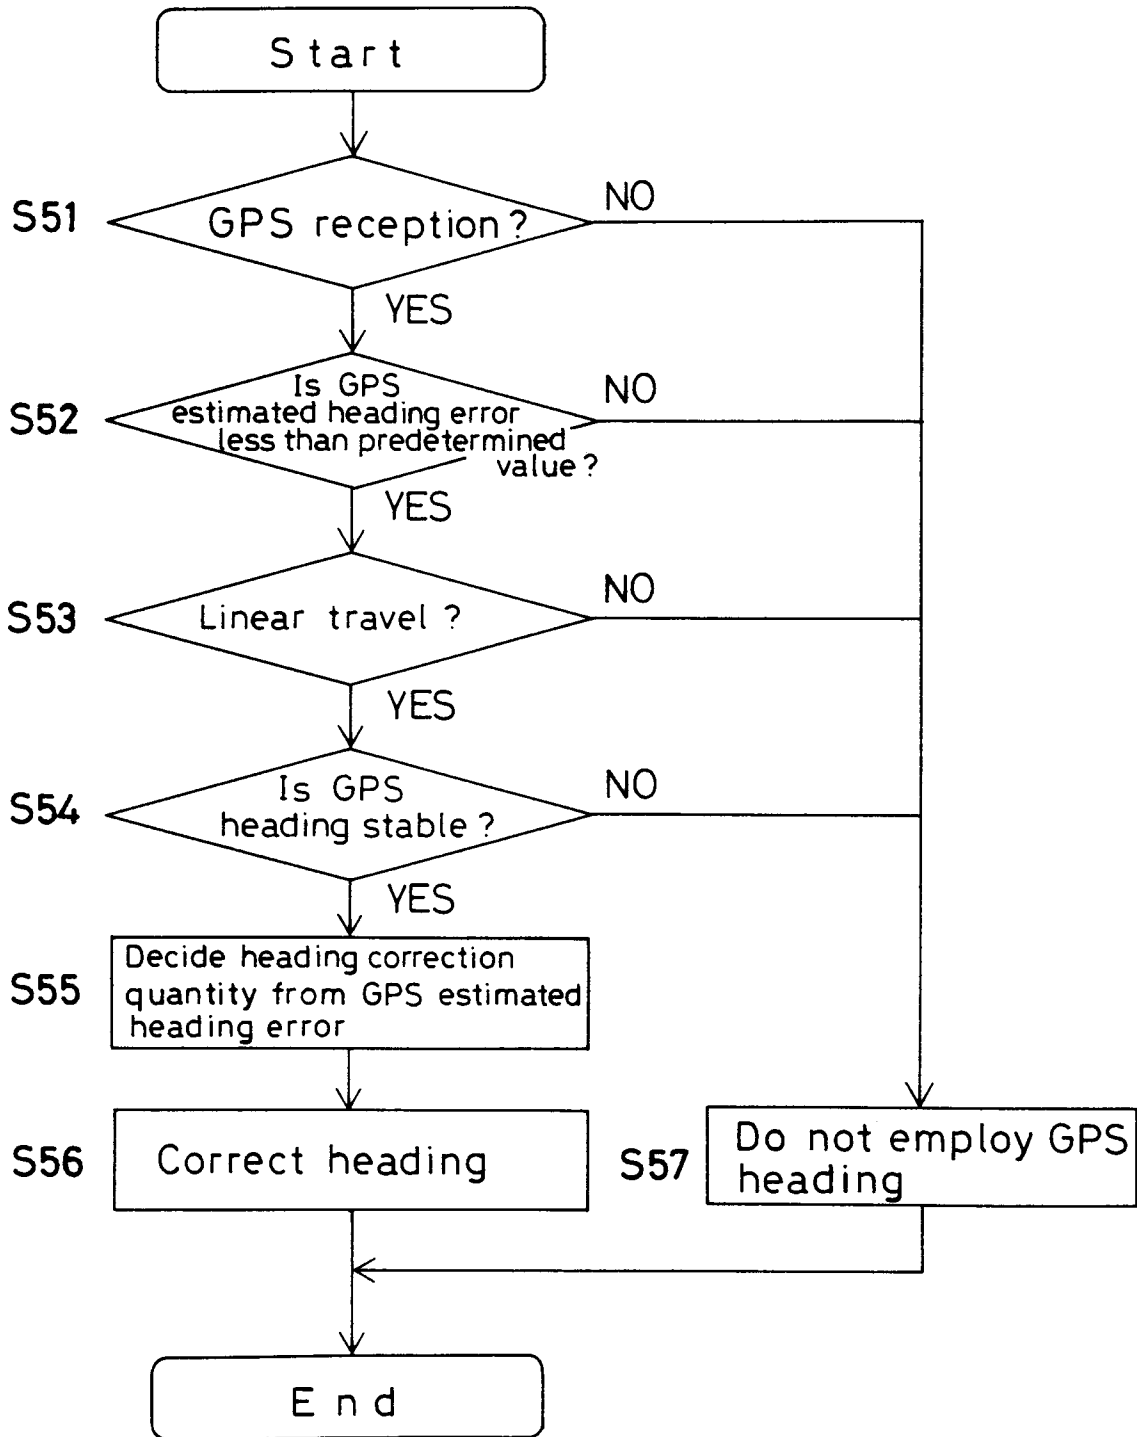 Start
S51
GPS reception?
NO
YES
S52
Is GPS
estimated heading error
less than predetermined
value?
NO
YES
S53
Linear travel?
NO
YES
S54
Is GPS
heading stable?
NO
YES
S55
Decide heading correction
quantity from GPS estimated
heading error
S56
Correct heading
S57
Do not employ GPS
heading
End